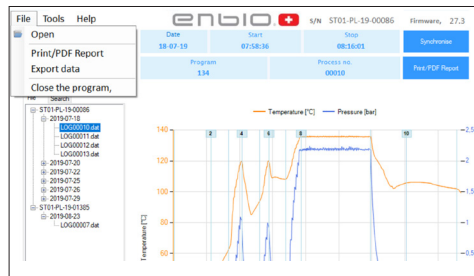 File Tools Help
enbio
S/N ST01-PL-19-00086 Firmware, 27.3
Open
Print/PDF Report
Export data
Close the program,
Date Start Stop
18-07-19 07:58:36 08:16:01
Synchronise
Program Process no.
134 00010
Print/PDF Report
File Search
ST01-PL-19-00086
2019-07-18
LOG00010.dat
LOG00011.dat
LOG00012.dat
LOG00013.dat
2019-07-20
2019-07-22
2019-07-25
2019-07-26
2019-07-29
ST01-PL-19-01385
2019-08-23
LOG00007.dat
Temperature [°C] Pressure [bar]
140 2 4 6 8 10 2,5
120 2
100 1,5
80 1
60 0,5
Temperature [°C]